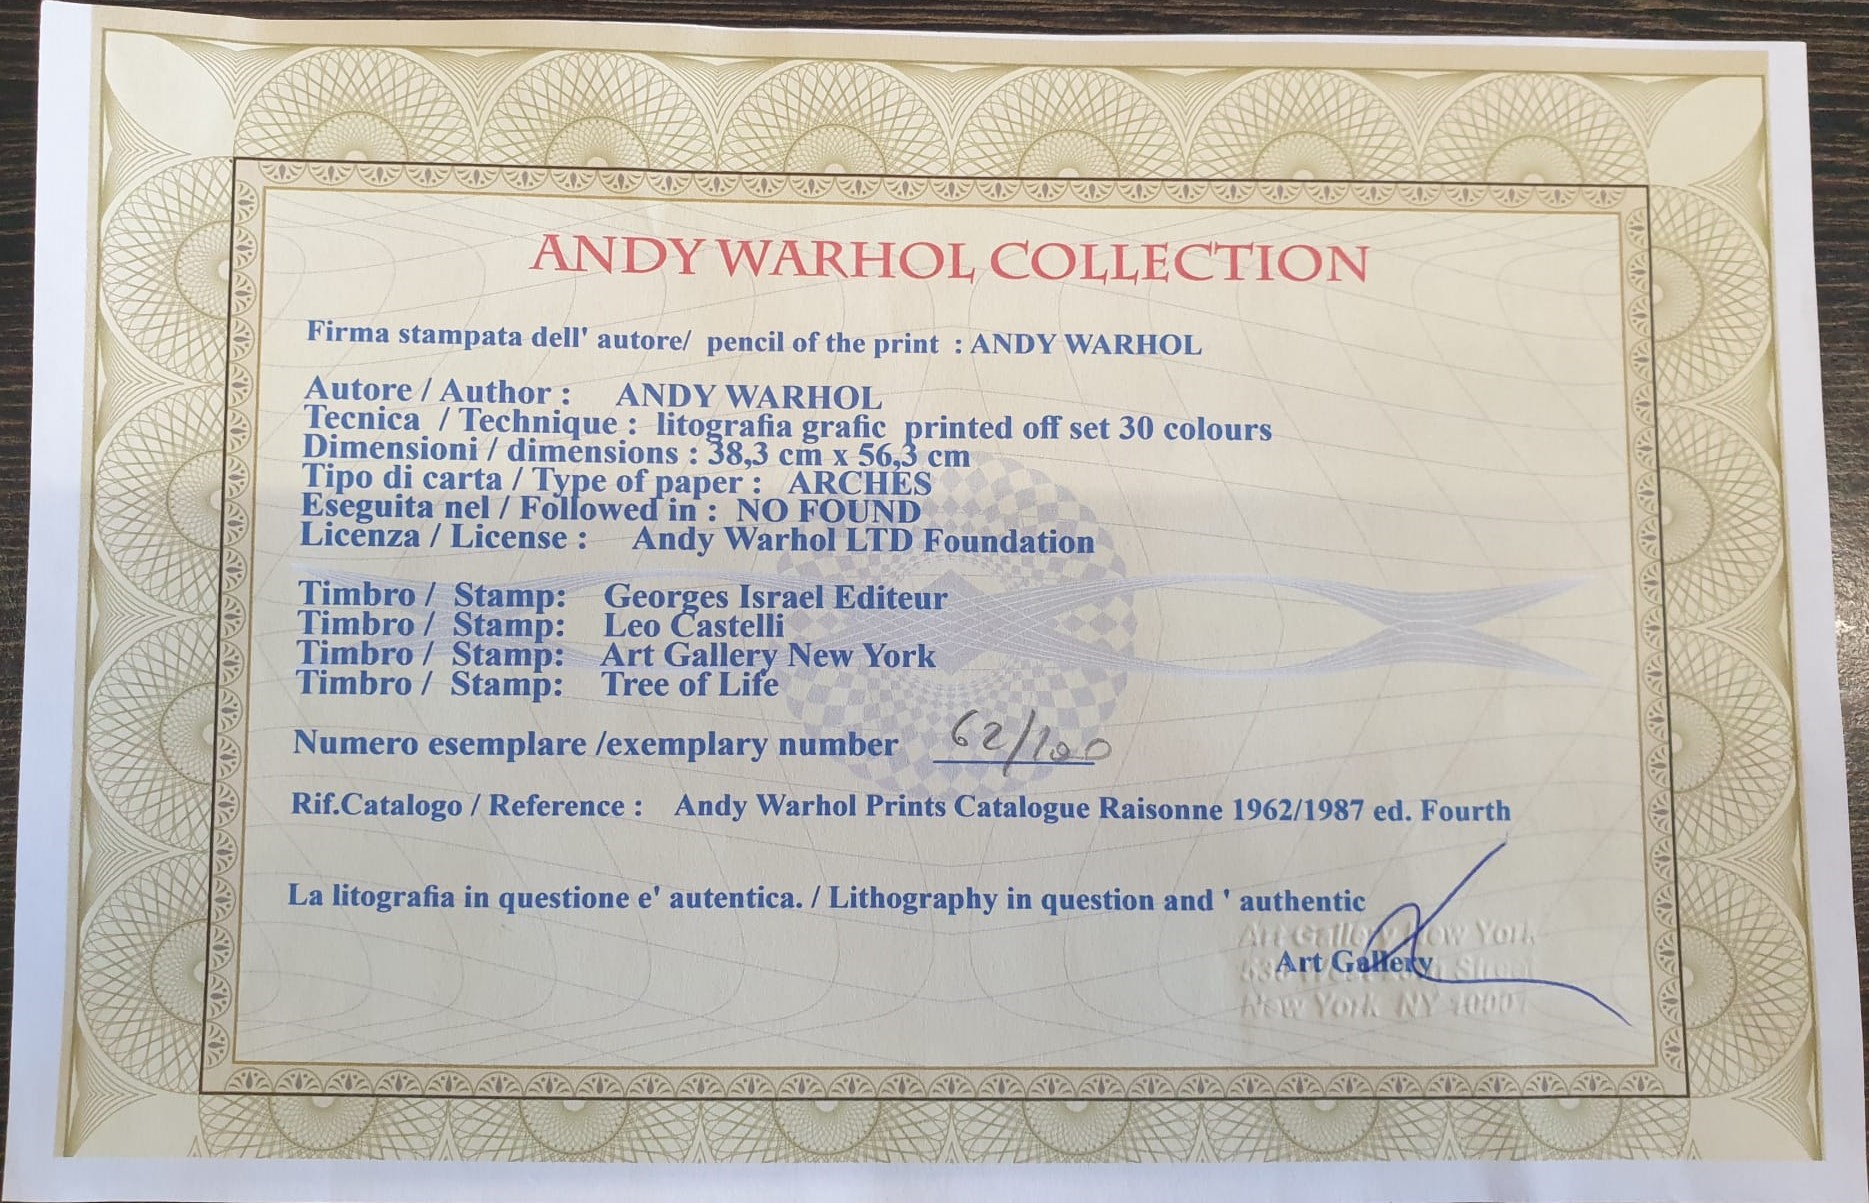 ANDY WARHOL COLLECTION
Firma stampata dell' autore/ pencil of the print : ANDY WARHOL
Autore / Author : ANDY WARHOL
Tecnica / Technique : litografia grafic printed off set 30 colours
Dimensioni / dimensions : 38,3 cm x 56,3 cm
Tipo di carta / Type of paper : ARCHES
Eseguita nel / Followed in : NO FOUND
Licenza / License : Andy Warhol LTD Foundation
Timbro / Stamp: Georges Israel Editeur
Timbro / Stamp: Leo Castelli
Timbro / Stamp: Art Gallery New York
Timbro / Stamp: Tree of Life
Numero esemplare /exemplary number 62/100
Rif.Catalogo / Reference : Andy Warhol Prints Catalogue Raisonne 1962/1987 ed. Fourth
La litografia in questione e' autentica. / Lithography in question and ' authentic
Art Gallery New York
Art Gallery
Street
New York NY